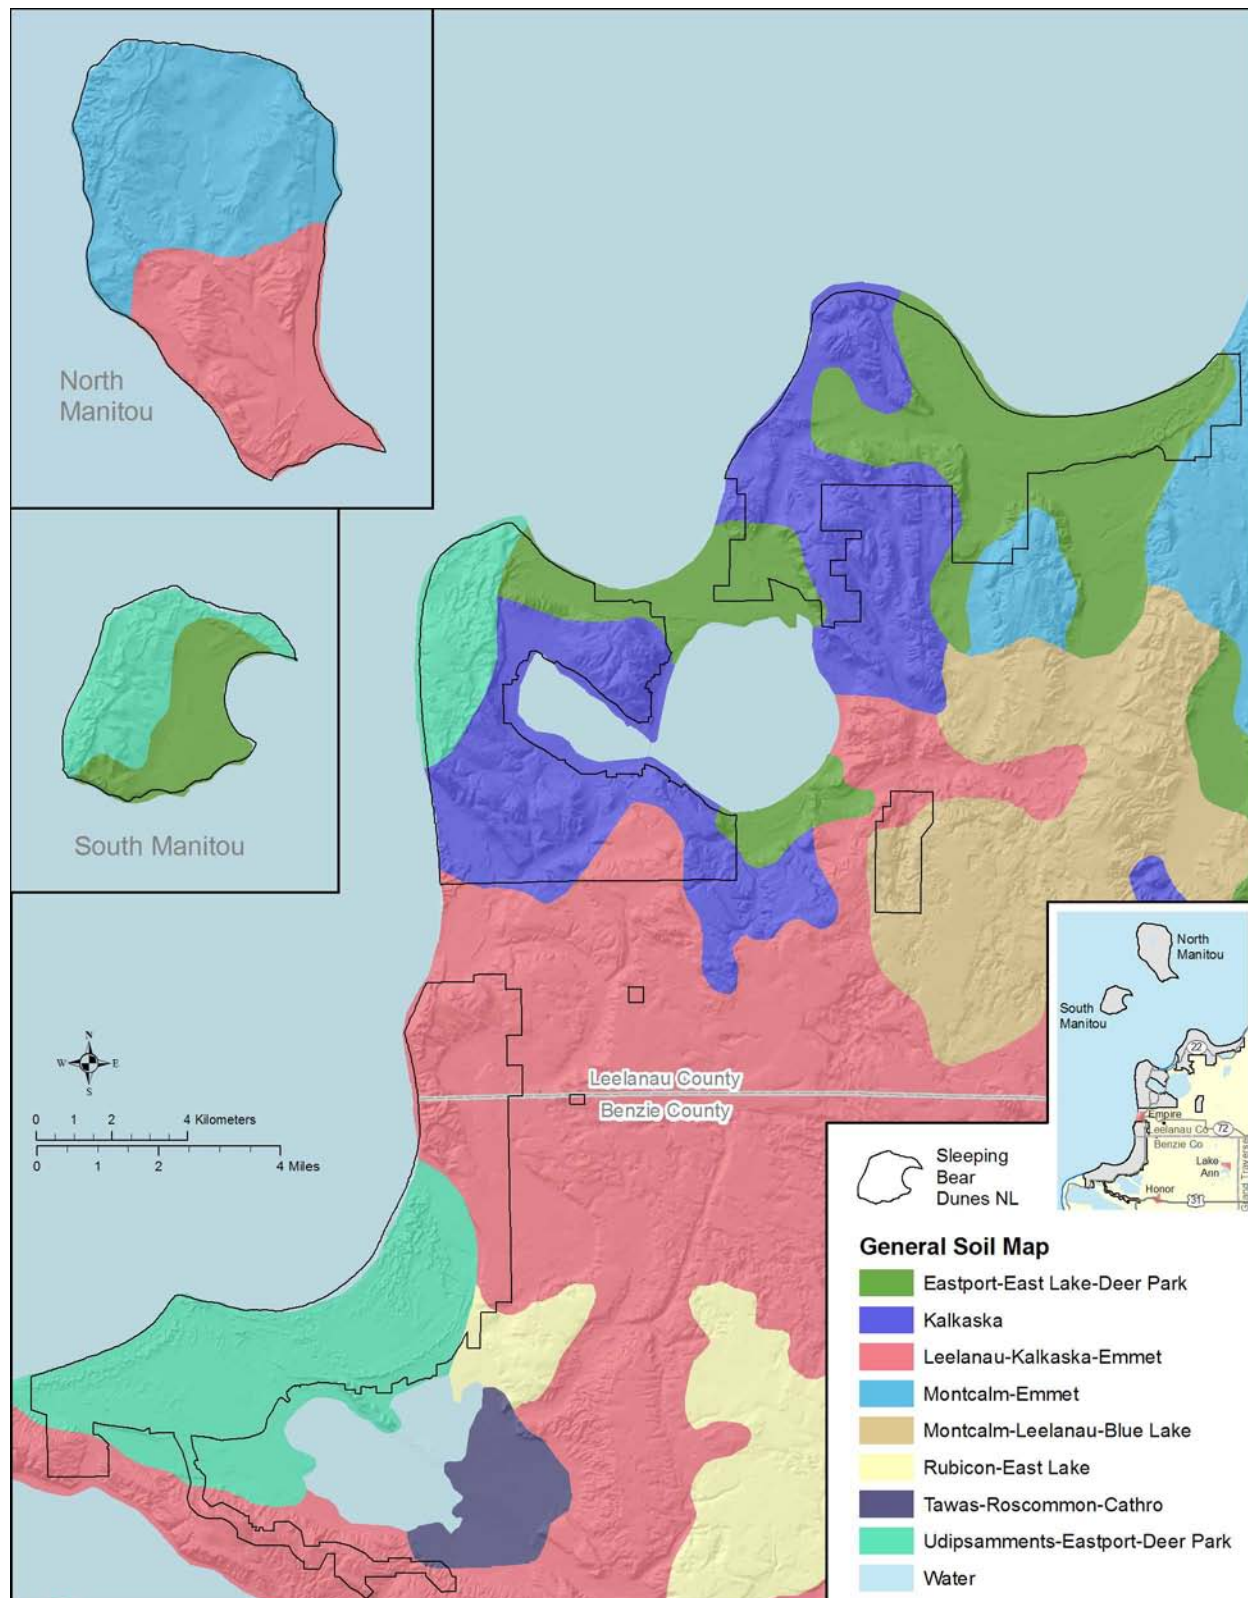 North
Manitou
South Manitou
N
W
E
S
0 1 2 4 Kilometers
0 1 2 4 Miles
Leelanau County
Benzie County
North
Manitou
South
Manitou
22
Empire
Leelanau Co
72
Benzie Co
Lake
Ann
Honor
31
Grand Traverse
Sleeping
Bear
Dunes NL
General Soil Map
Eastport-East Lake-Deer Park
Kalkaska
Leelanau-Kalkaska-Emmet
Montcalm-Emmet
Montcalm-Leelanau-Blue Lake
Rubicon-East Lake
Tawas-Roscommon-Cathro
Udipsamments-Eastport-Deer Park
Water